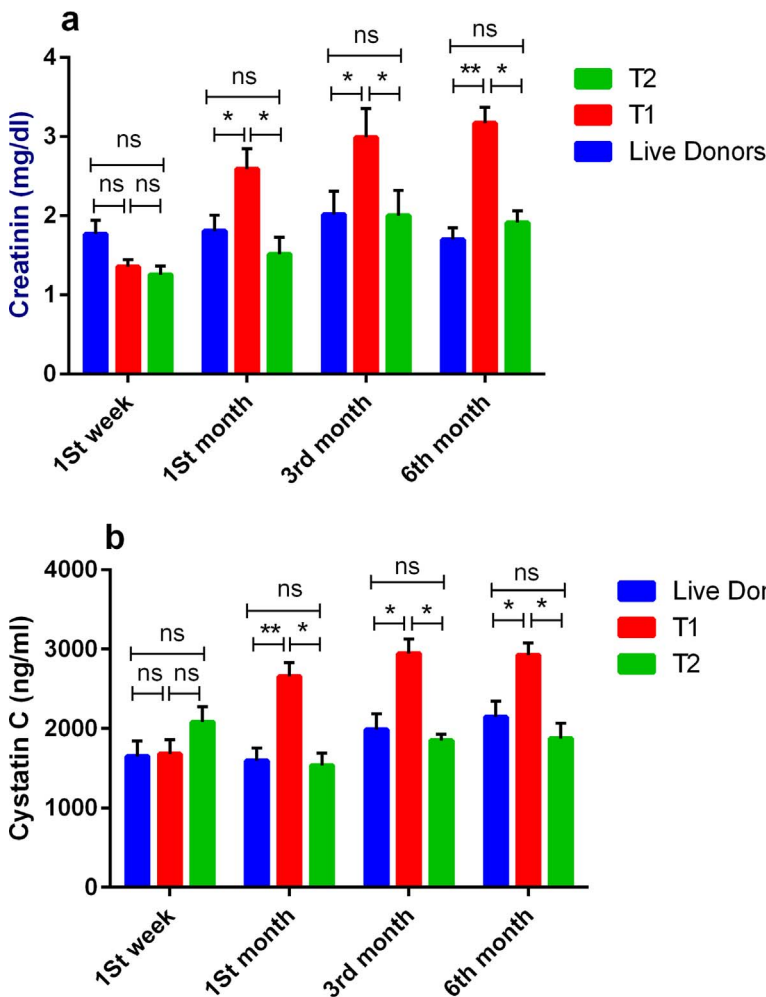 a
Creatinin (mg/dl)
4
3
2
1
0
ns
ns
ns
ns
* *
ns
* *
ns
** *
T2
T1
Live Donors
1St week
1St month
3rd month
6th month
b
Cystatin C (ng/ml)
4000
3000
2000
1000
0
ns
ns
ns
ns
** *
ns
* *
ns
* *
Live Dor
T1
T2
1St week
1St month
3rd month
6th month